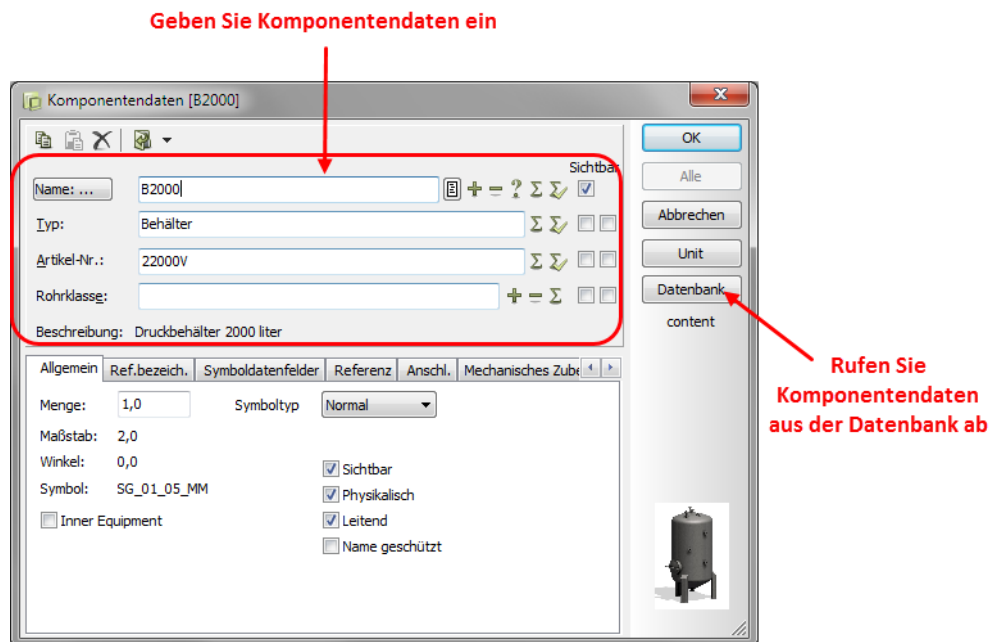 Geben Sie Komponentendaten ein
Komponentendaten [B2000]
OK
Sichtbar
Alle
Name: ...
B2000
Typ:
Behälter
Abbrechen
Artikel-Nr.:
22000V
Unit
Rohrklasse:
Datenbank
Beschreibung: Druckbehälter 2000 liter
content
Allgemein Ref.bezeich. Symboldatenfelder Referenz Anschl. Mechanisches Zube
Rufen Sie
Komponentendaten
aus der Datenbank ab
Menge: 1,0 Symboltyp Normal
Maßstab: 2,0
Winkel: 0,0
Sichtbar
Symbol: SG_01_05_MM
Physikalisch
Inner Equipment
Leitend
Name geschützt